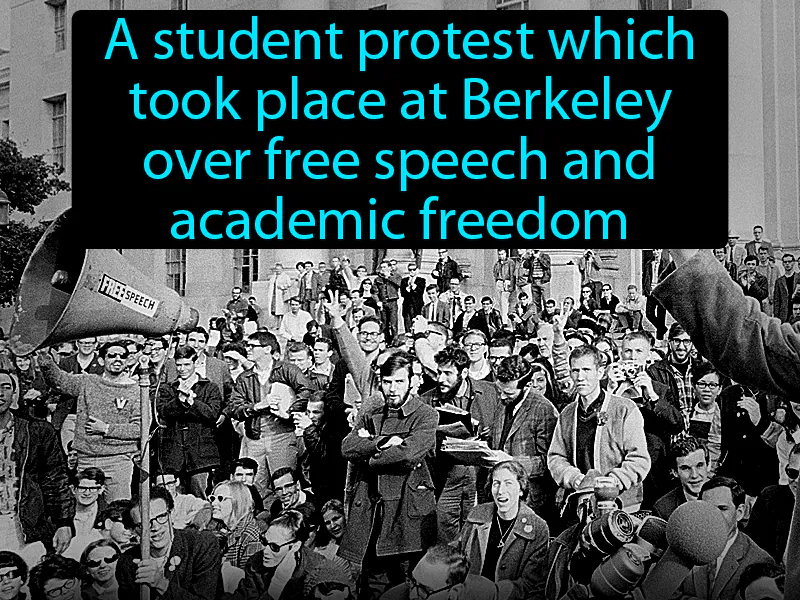 A student protest which
took place at Berkeley
over free speech and
academic freedom
FREE SPEECH